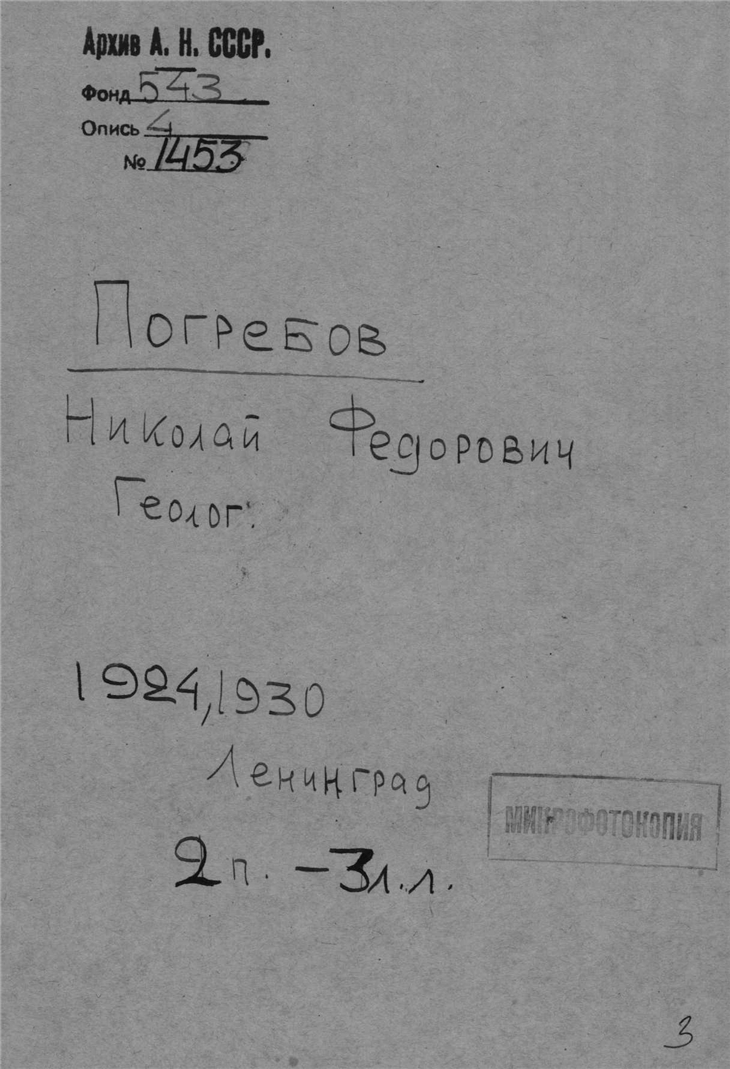 Архив А. Н. СССР.
Фонд 543
Опись 4
№ 1453
Погребов
Николай Федорович
Геолог.
1924, 1930
Ленинград
МИКРОФОТОКОПИЯ
2 п. – 3 л.л.
3